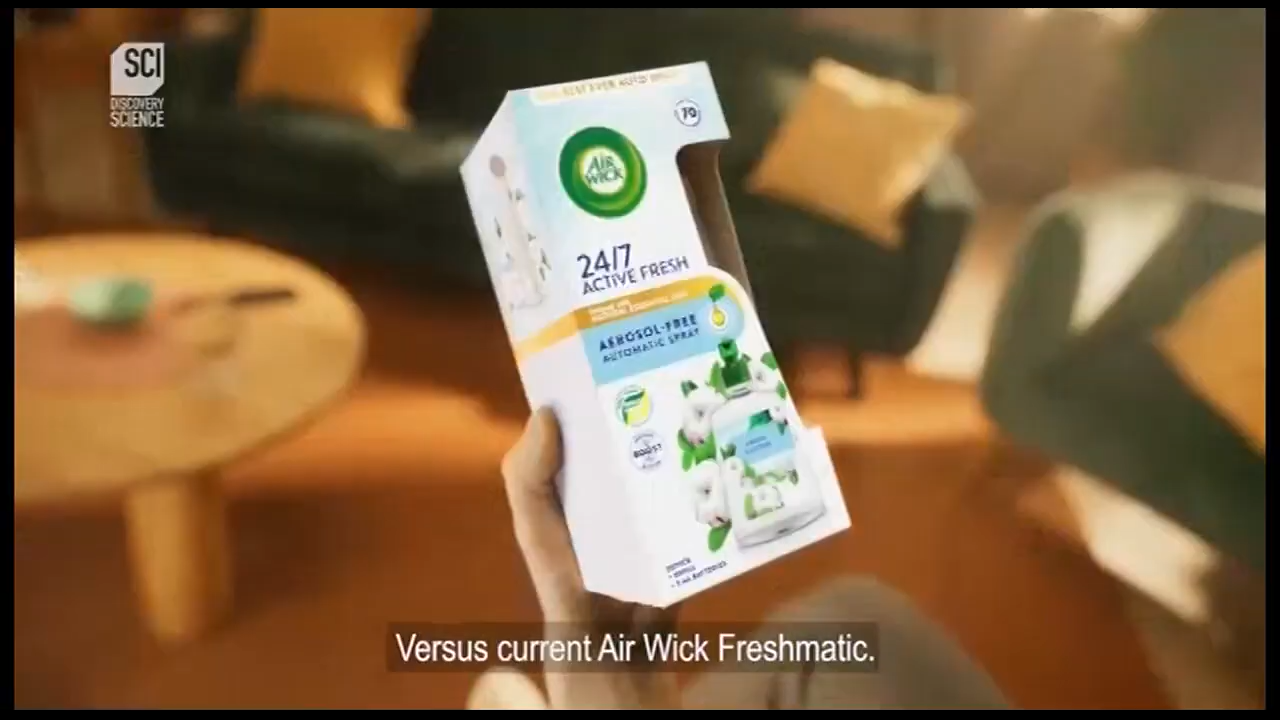 SCI
DISCOVERY
SCIENCE
70
AIR
WICK
24/7
ACTIVE FRESH
AEROSOL-FREE
AUTOMATIC SPRAY
BOOST
Versus current Air Wick Freshmatic.